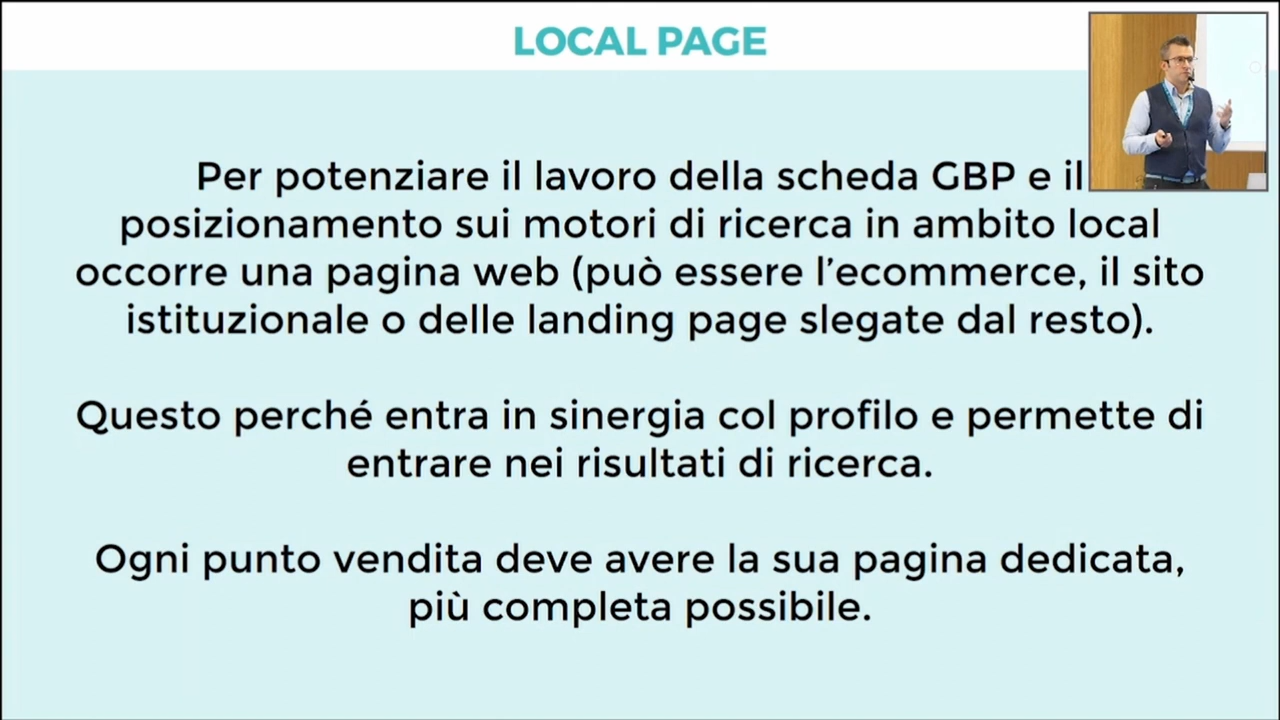 LOCAL PAGE
Per potenziare il lavoro della scheda GBP e il
posizionamento sui motori di ricerca in ambito local
occorre una pagina web (può essere l'ecommerce, il sito
istituzionale o delle landing page slegate dal resto).
Questo perché entra in sinergia col profilo e permette di
entrare nei risultati di ricerca.
Ogni punto vendita deve avere la sua pagina dedicata,
più completa possibile.